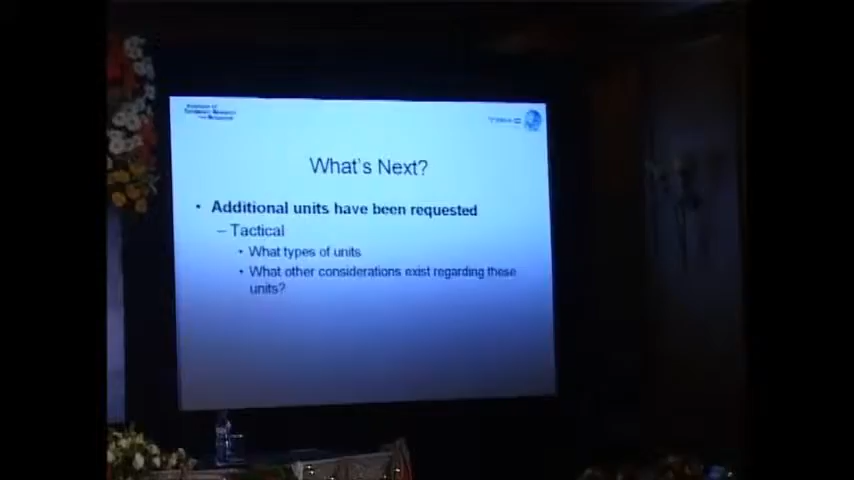 What's Next?
• Additional units have been requested
– Tactical
• What types of units
• What other considerations exist regarding these
units?